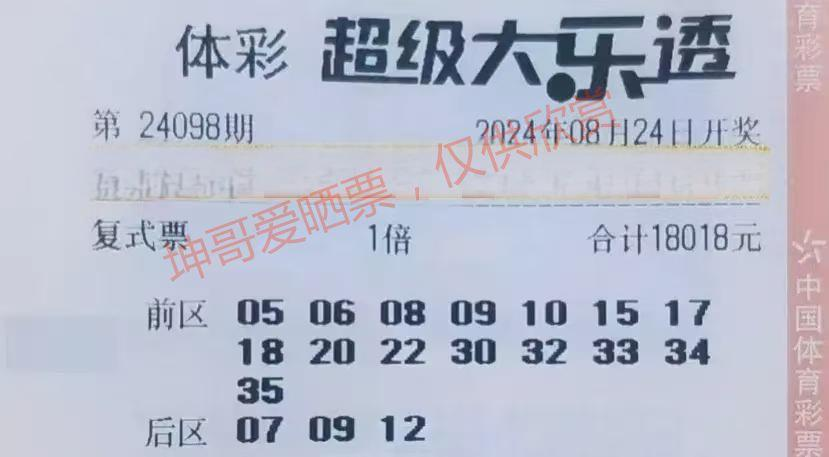 体彩 超级大乐透
第 24098期 2024年08月24日开奖
复式票 1倍 合计18018元
坤哥爱晒票，仅供欣赏
前区 05 06 08 09 10 15 17
18 20 22 30 32 33 34
35
后区 07 09 12
育彩票
中国体育彩票